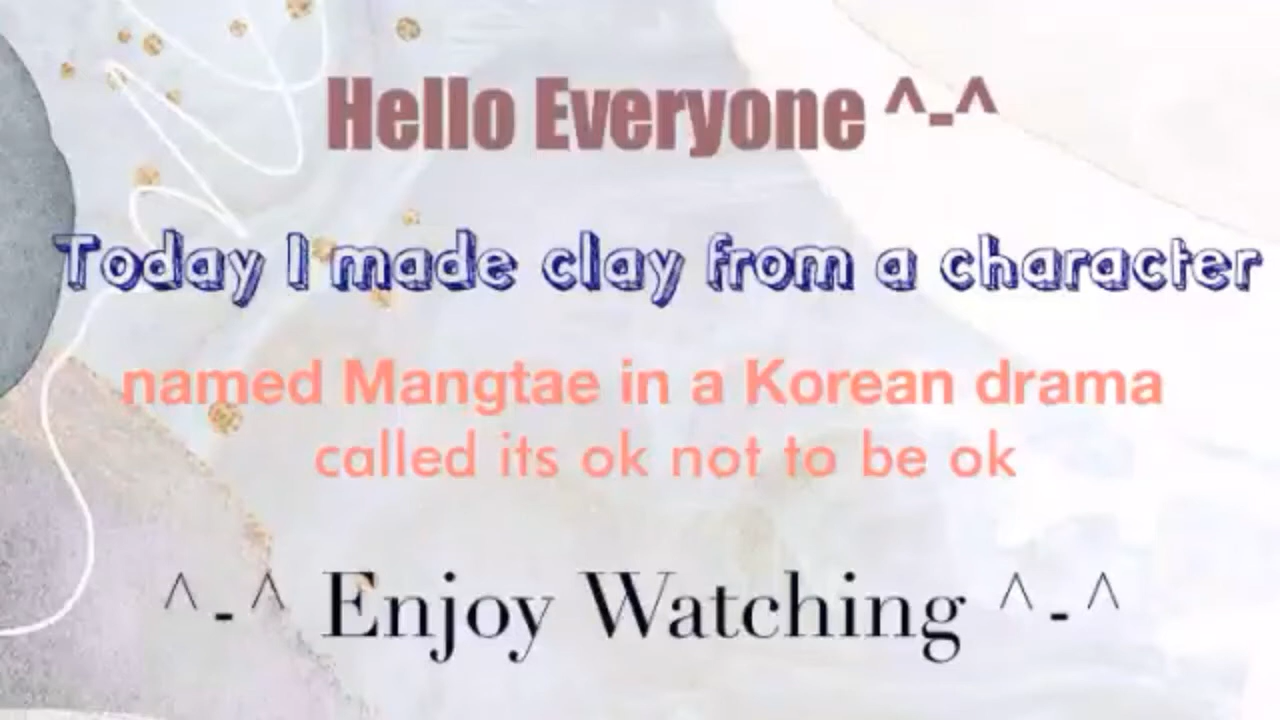 Hello Everyone ^-^
Today I made clay from a character
named Mangtae in a Korean drama
called its ok not to be ok
^-^ Enjoy Watching ^-^